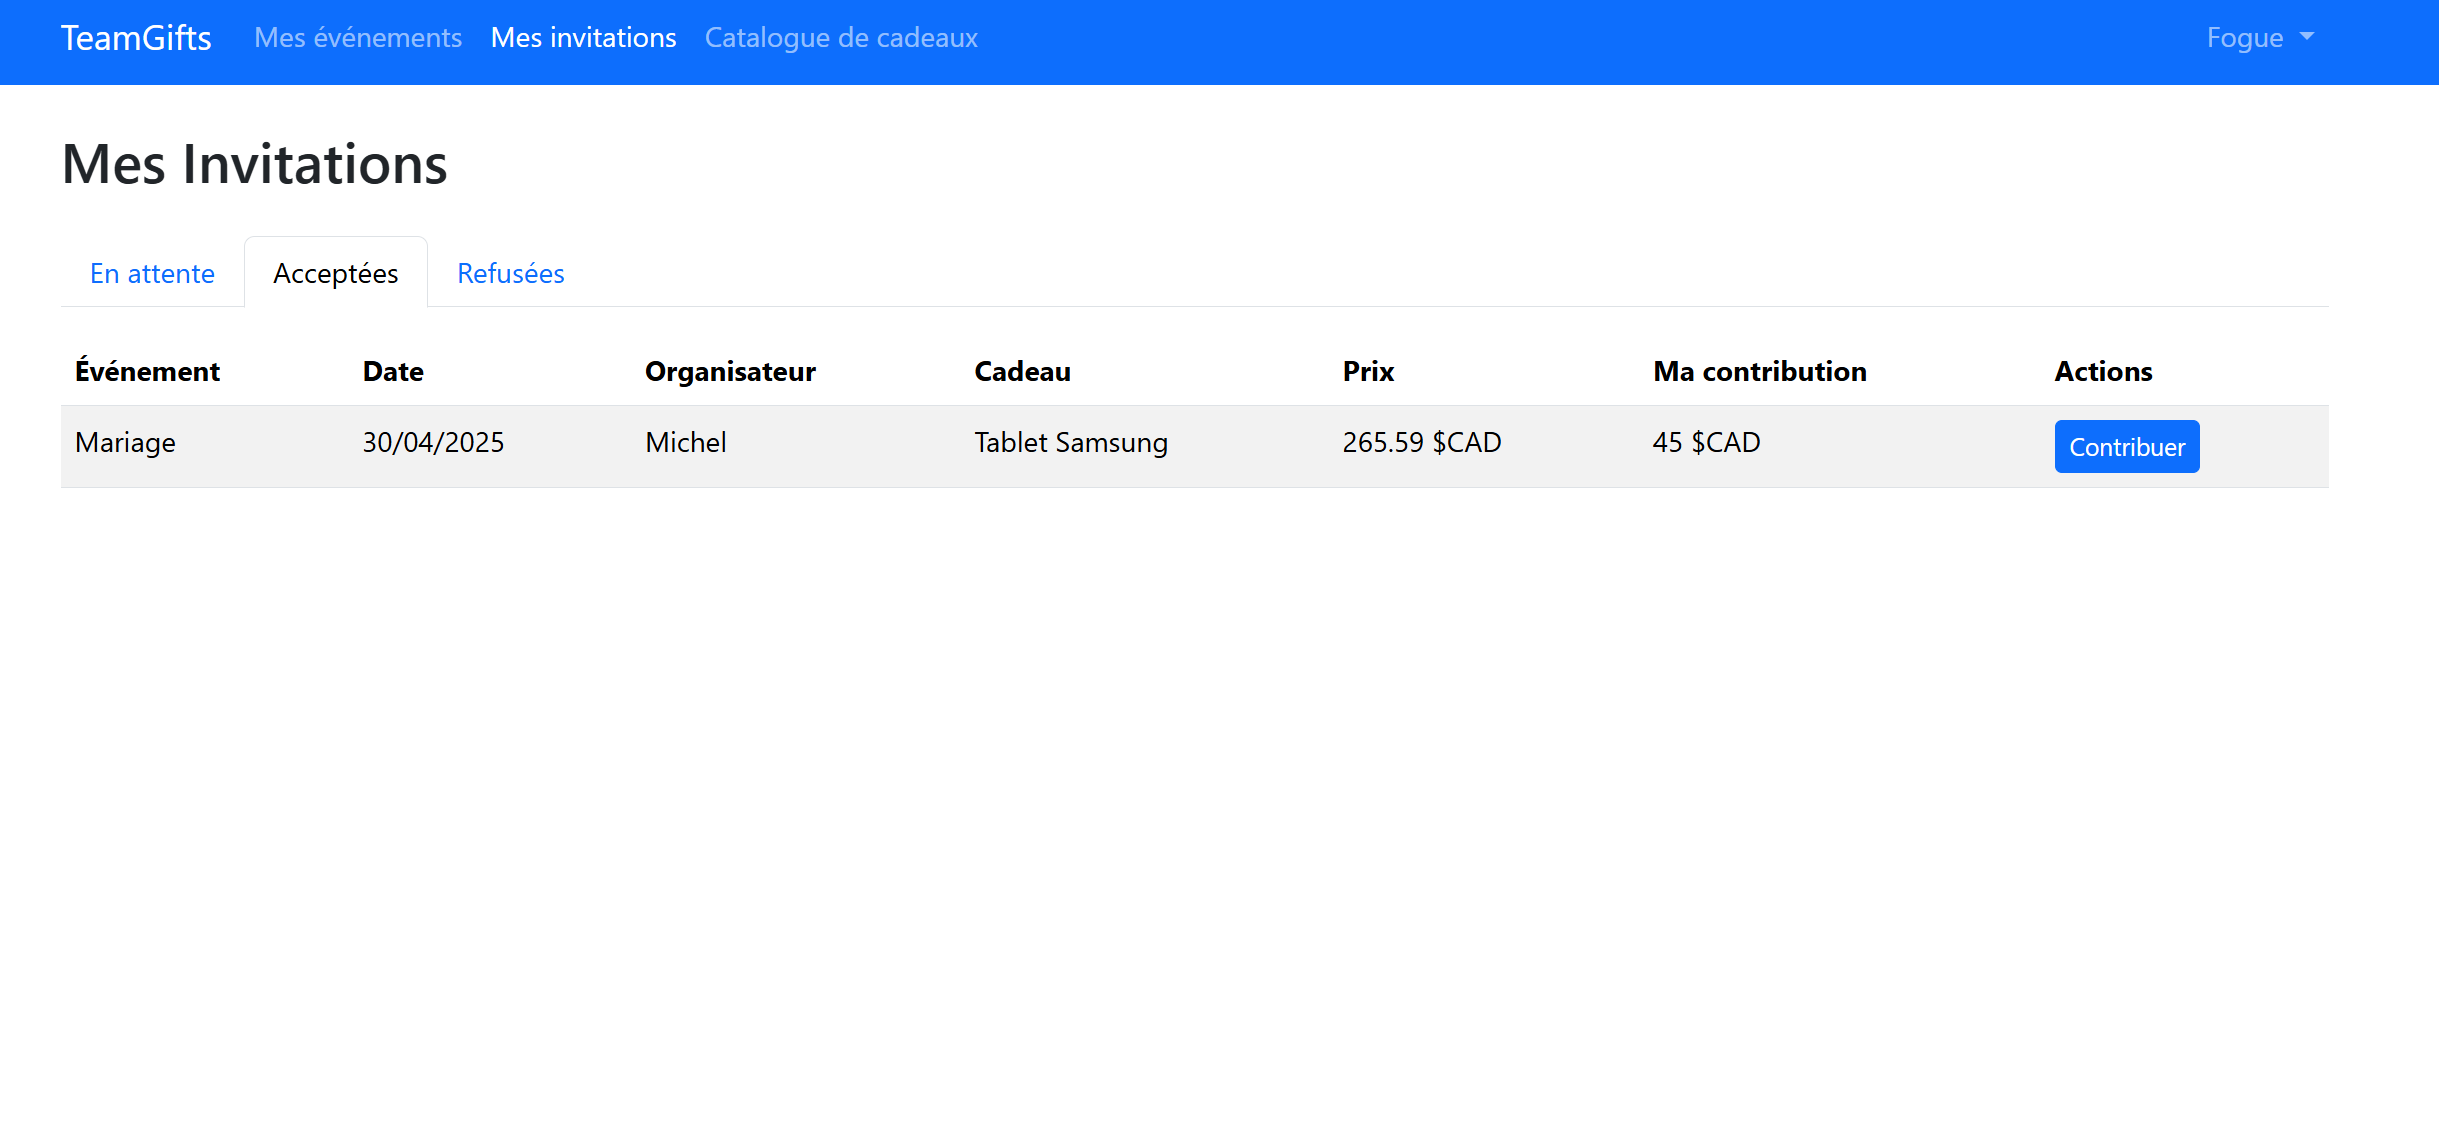 TeamGifts Mes événements Mes invitations Catalogue de cadeaux Fogue
Mes Invitations
En attente Acceptées Refusées
Événement Date Organisateur Cadeau Prix Ma contribution Actions
Mariage 30/04/2025 Michel Tablet Samsung 265.59 $CAD 45 $CAD Contribuer